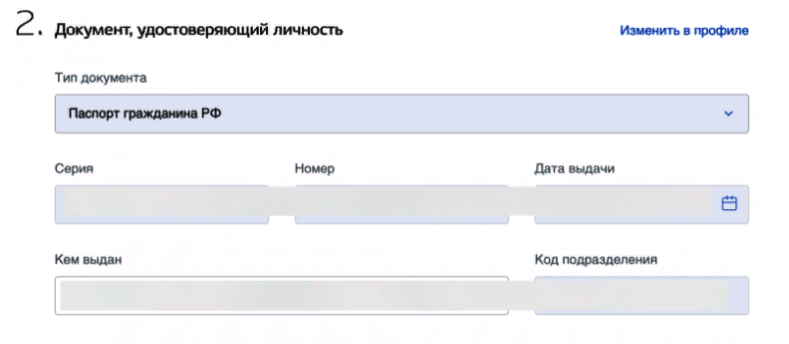 2. Документ, удостоверяющий личность Изменить в профиле
Тип документа
Паспорт гражданина РФ
Серия Номер Дата выдачи
Кем выдан Код подразделения